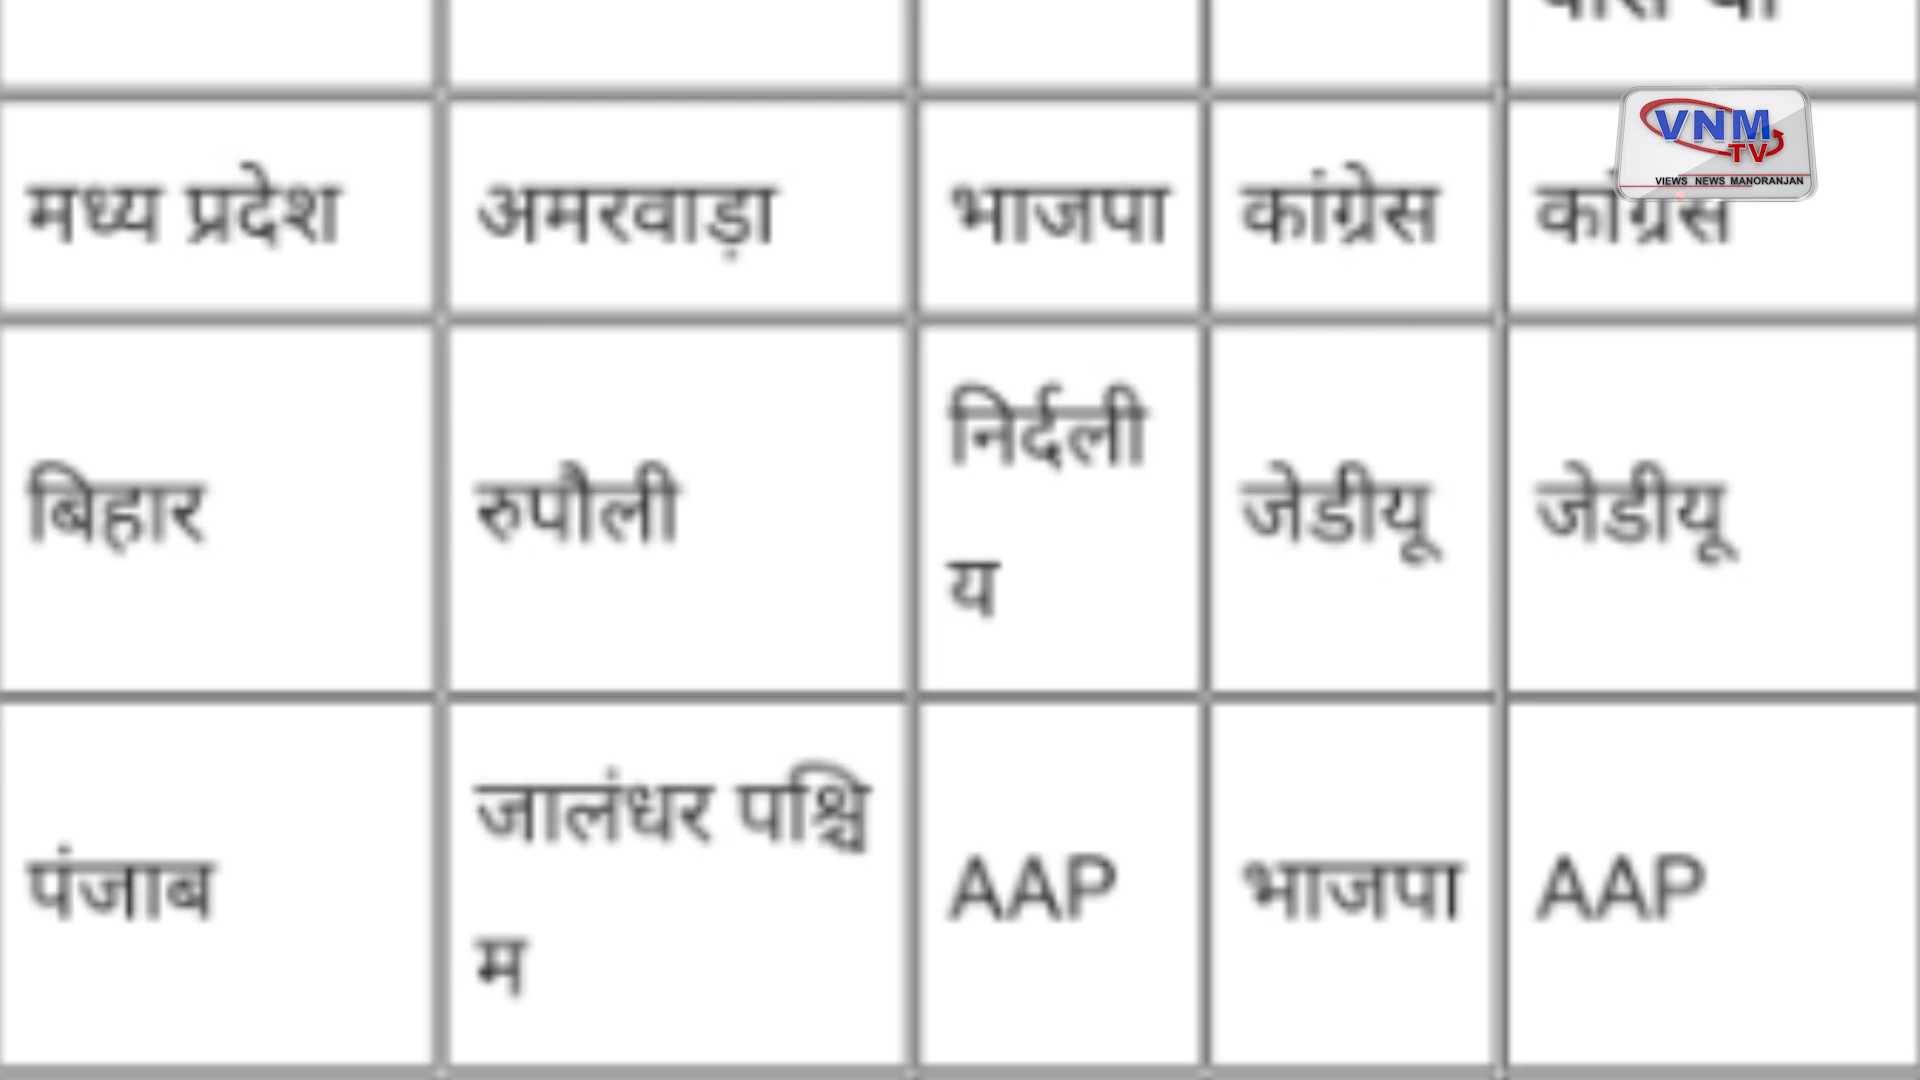 VNM
TV
VIEWS NEWS MANORANJAN
मध्य प्रदेश अमरवाड़ा भाजपा कांग्रेस कांग्रेस
बिहार रुपौली निर्दली
य जेडीयू जेडीयू
पंजाब जालंधर पश्चि
म AAP भाजपा AAP